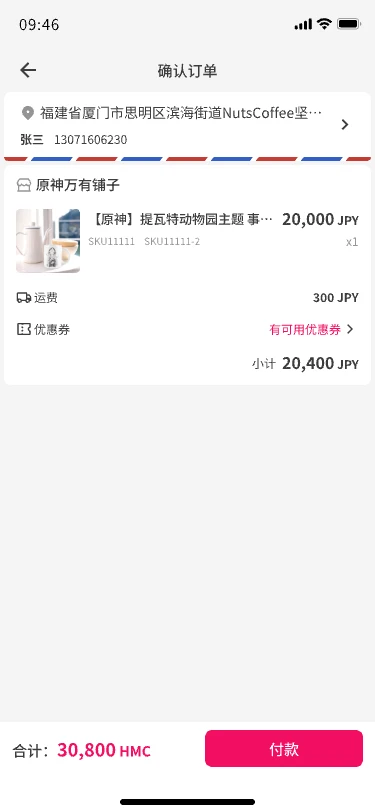 09:46
确认订单
福建省厦门市思明区滨海街道NutsCoffee坚…
张三 13071606230
原神万有铺子
【原神】提瓦特动物园主题 事… 20,000 JPY
SKU11111 SKU11111-2 x1
运费 300 JPY
优惠券 有可用优惠券
小计 20,400 JPY
合计： 30,800 HMC 付款